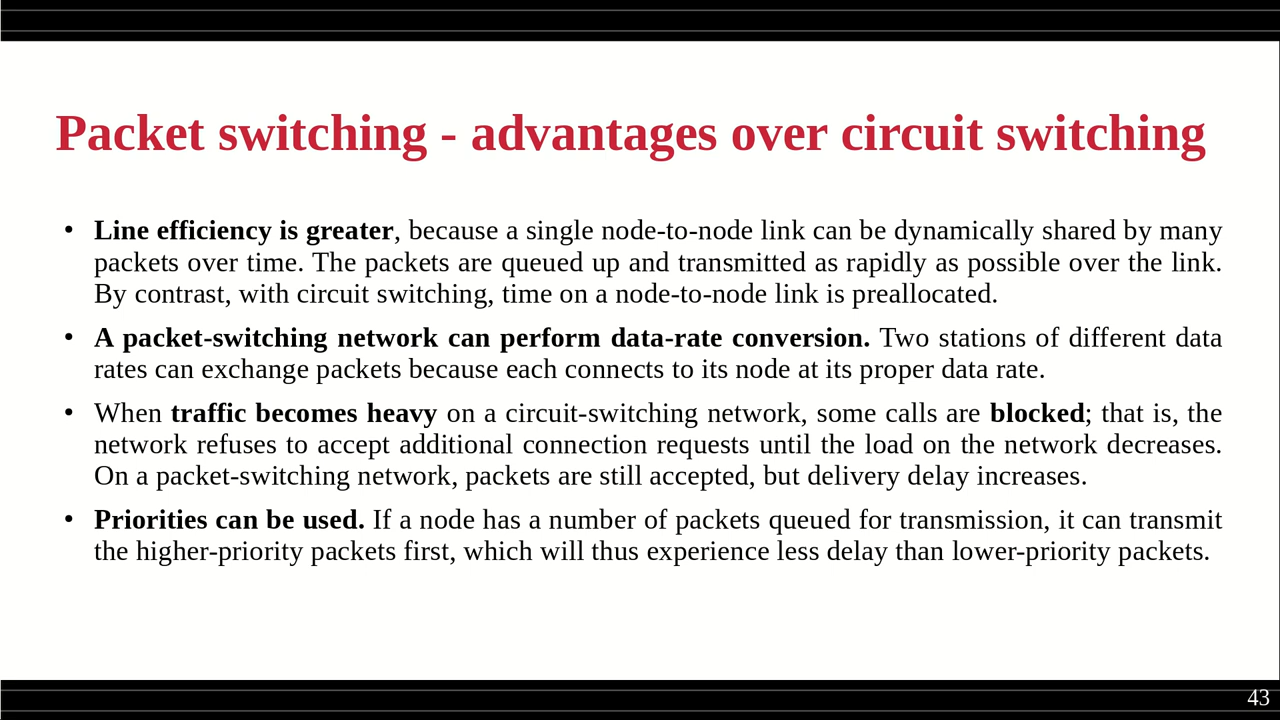 Packet switching - advantages over circuit switching
• Line efficiency is greater, because a single node-to-node link can be dynamically shared by many
packets over time. The packets are queued up and transmitted as rapidly as possible over the link.
By contrast, with circuit switching, time on a node-to-node link is preallocated.
• A packet-switching network can perform data-rate conversion. Two stations of different data
rates can exchange packets because each connects to its node at its proper data rate.
• When traffic becomes heavy on a circuit-switching network, some calls are blocked; that is, the
network refuses to accept additional connection requests until the load on the network decreases.
On a packet-switching network, packets are still accepted, but delivery delay increases.
• Priorities can be used. If a node has a number of packets queued for transmission, it can transmit
the higher-priority packets first, which will thus experience less delay than lower-priority packets.
43